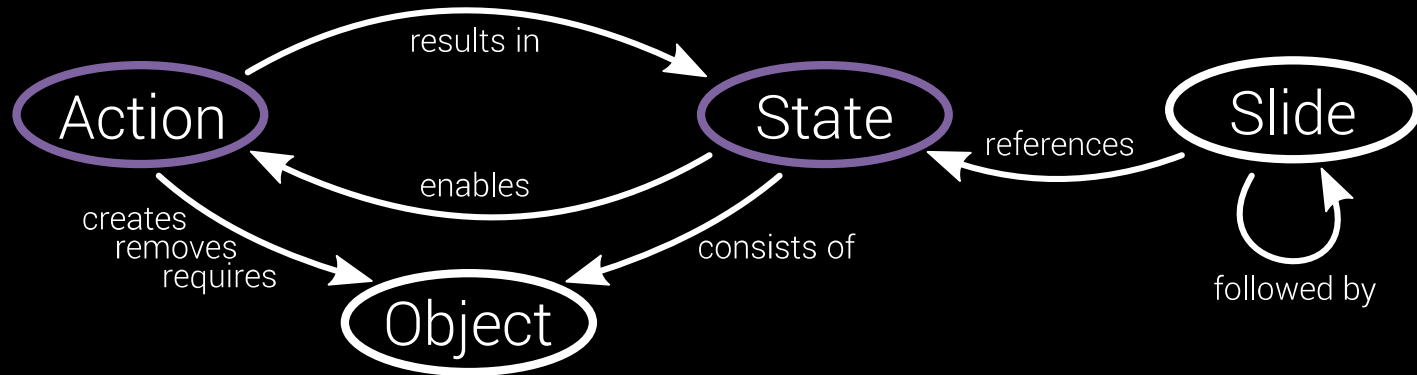 results in
Action
State
Slide
references
enables
creates
removes
requires
consists of
followed by
Object